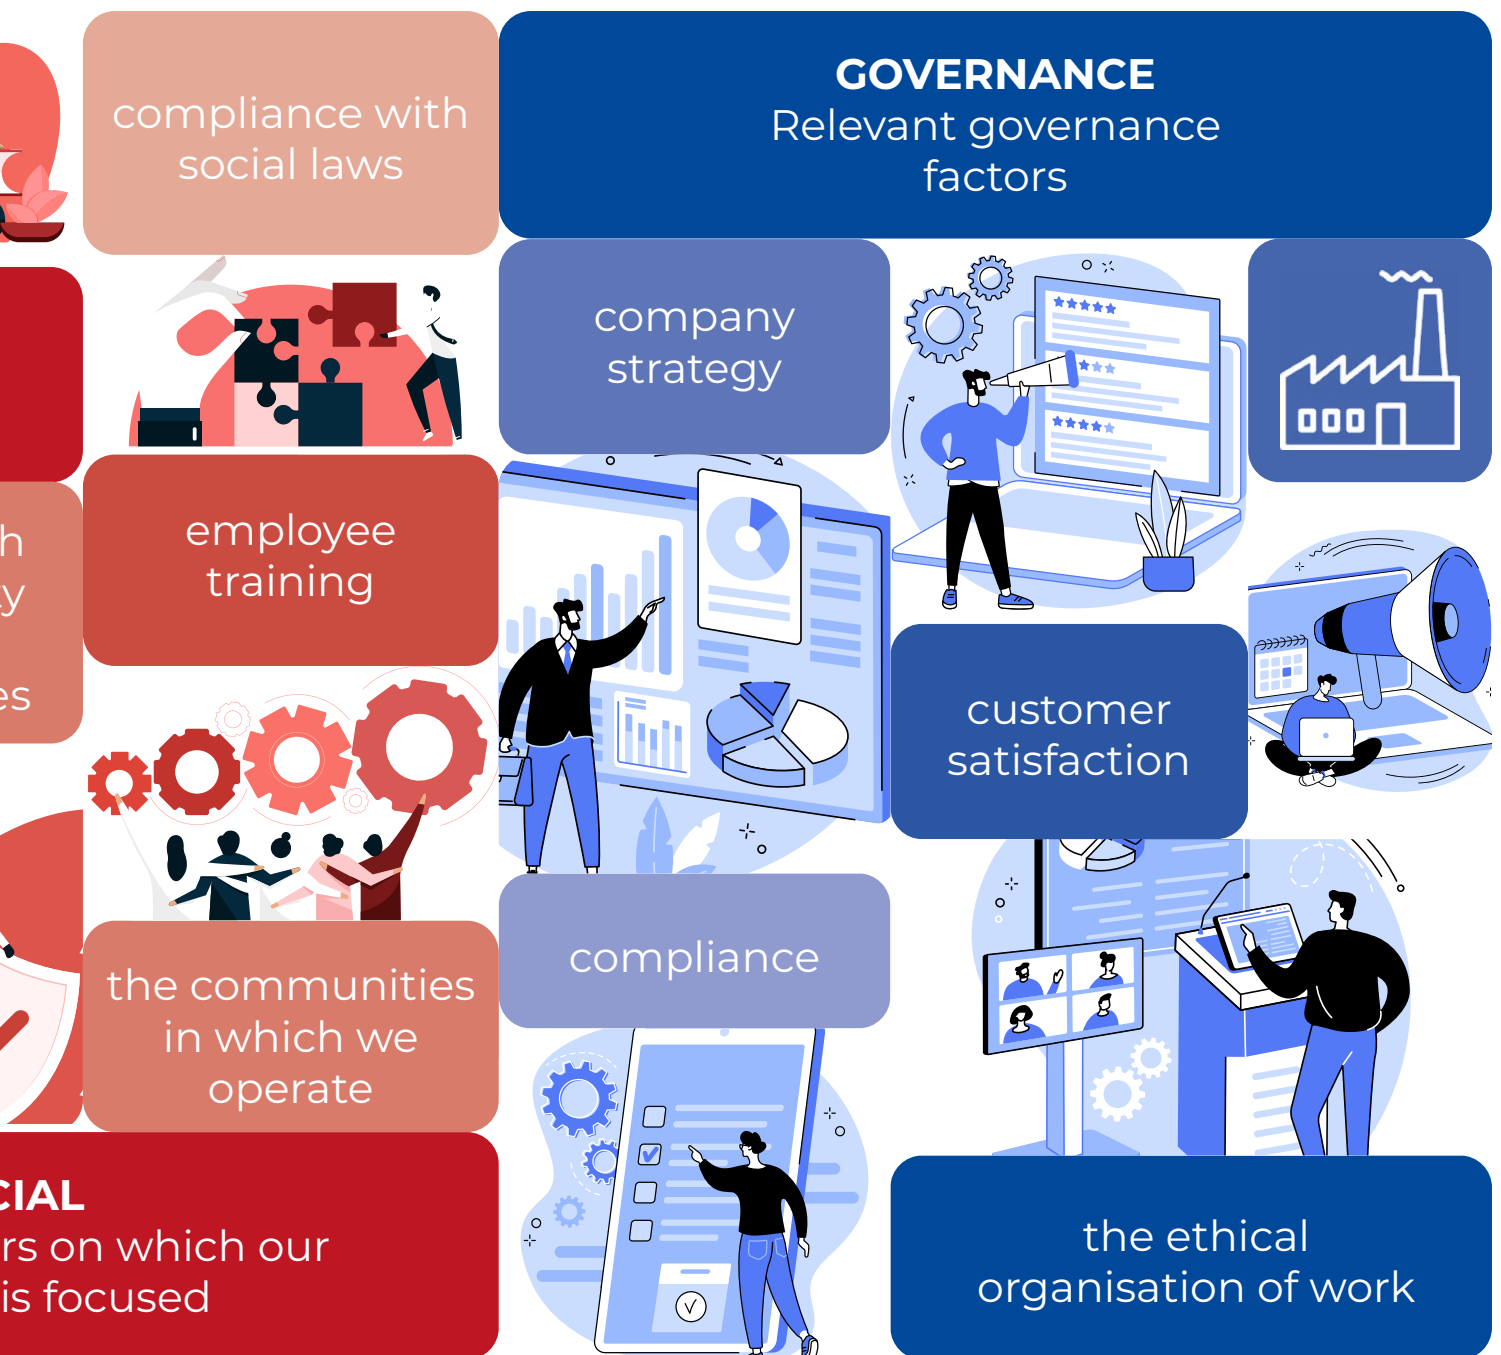 compliance with
social laws
employee
training
the communities
in which we
operate
is focused
on which our
GOVERNANCE
Relevant governance
factors
company
strategy
customer
satisfaction
compliance
the ethical
organisation of work